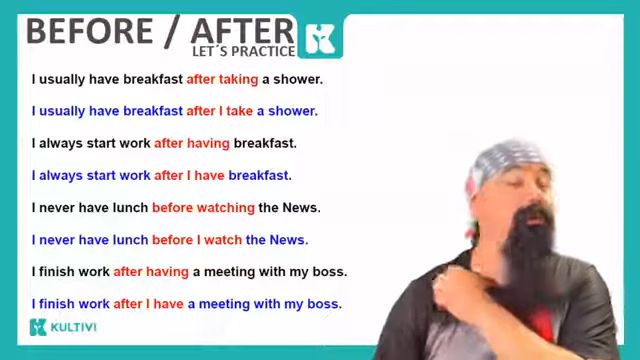 BEFORE / AFTER
LET´S PRACTICE
I usually have breakfast after taking a shower.
I usually have breakfast after I take a shower.
I always start work after having breakfast.
I always start work after I have breakfast.
I never have lunch before watching the News.
I never have lunch before I watch the News.
I finish work after having a meeting with my boss.
I finish work after I have a meeting with my boss.
KULTIVI